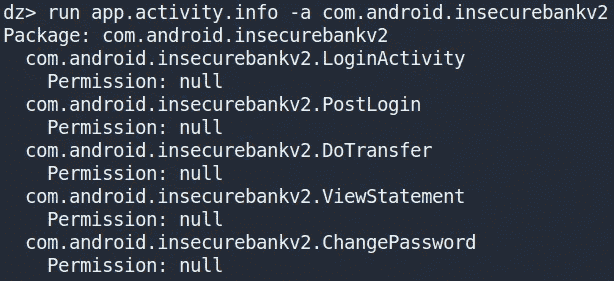 dz> run app.activity.info -a com.android.insecurebankv2
Package: com.android.insecurebankv2
  com.android.insecurebankv2.LoginActivity
    Permission: null
  com.android.insecurebankv2.PostLogin
    Permission: null
  com.android.insecurebankv2.DoTransfer
    Permission: null
  com.android.insecurebankv2.ViewStatement
    Permission: null
  com.android.insecurebankv2.ChangePassword
    Permission: null